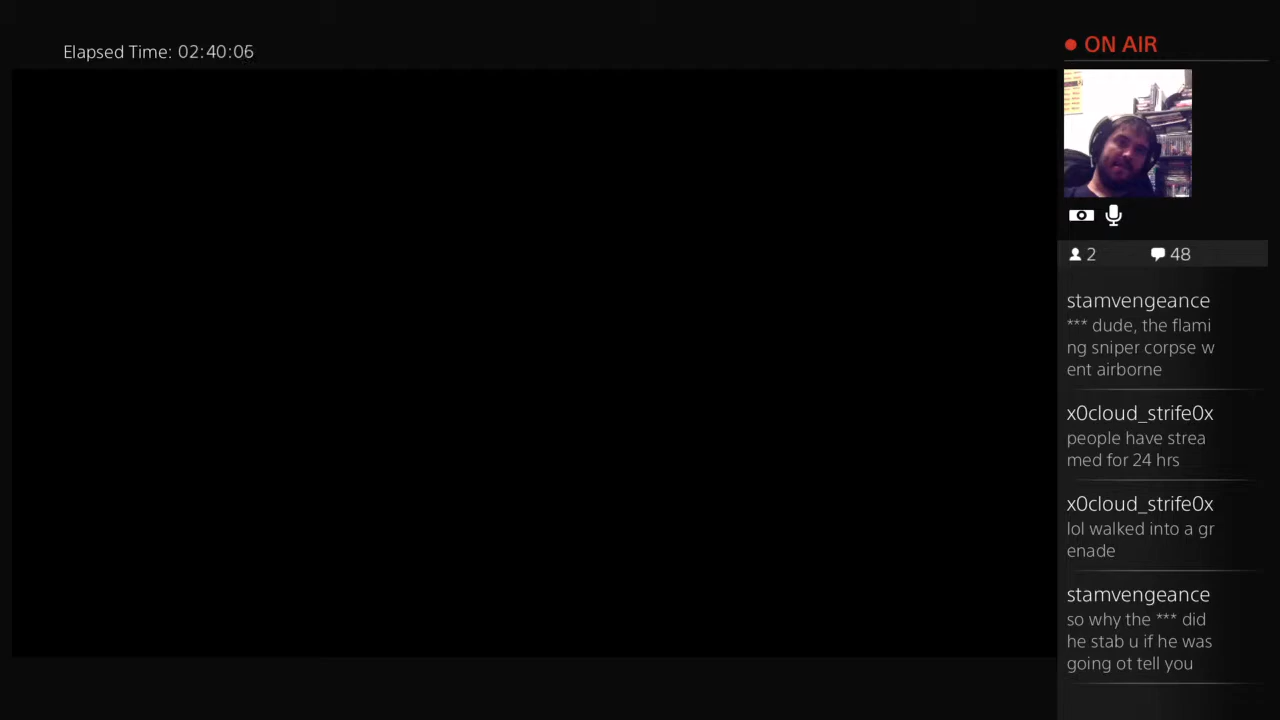 Elapsed Time: 02:40:06
ON AIR
2 48
stamvengeance
*** dude, the flami
ng sniper corpse w
ent airborne
x0cloud_strife0x
people have strea
med for 24 hrs
x0cloud_strife0x
lol walked into a gr
enade
stamvengeance
so why the *** did
he stab u if he was
going ot tell you